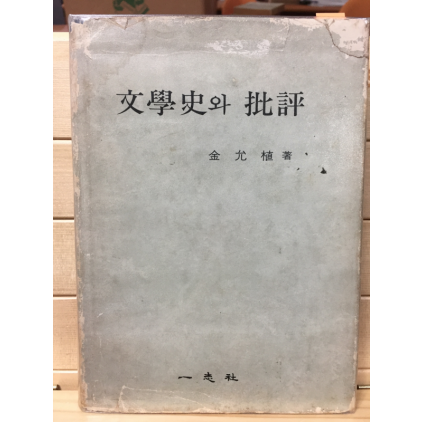 文學史와 批評
金允植 著
一志社